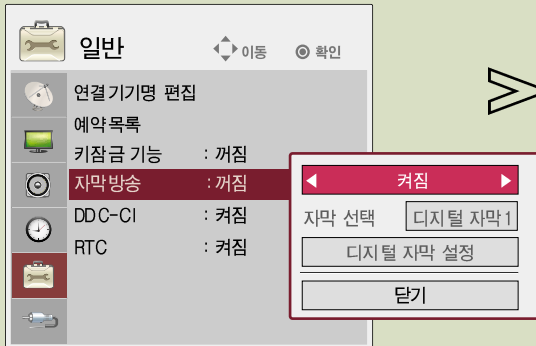 일반 이동 확인
연결기기명 편집
예약목록
키잠금 기능 : 꺼짐
자막방송 : 꺼짐
DDC-CI : 켜짐
RTC : 켜짐
켜짐
자막 선택 디지털 자막1
디지털 자막 설정
닫기